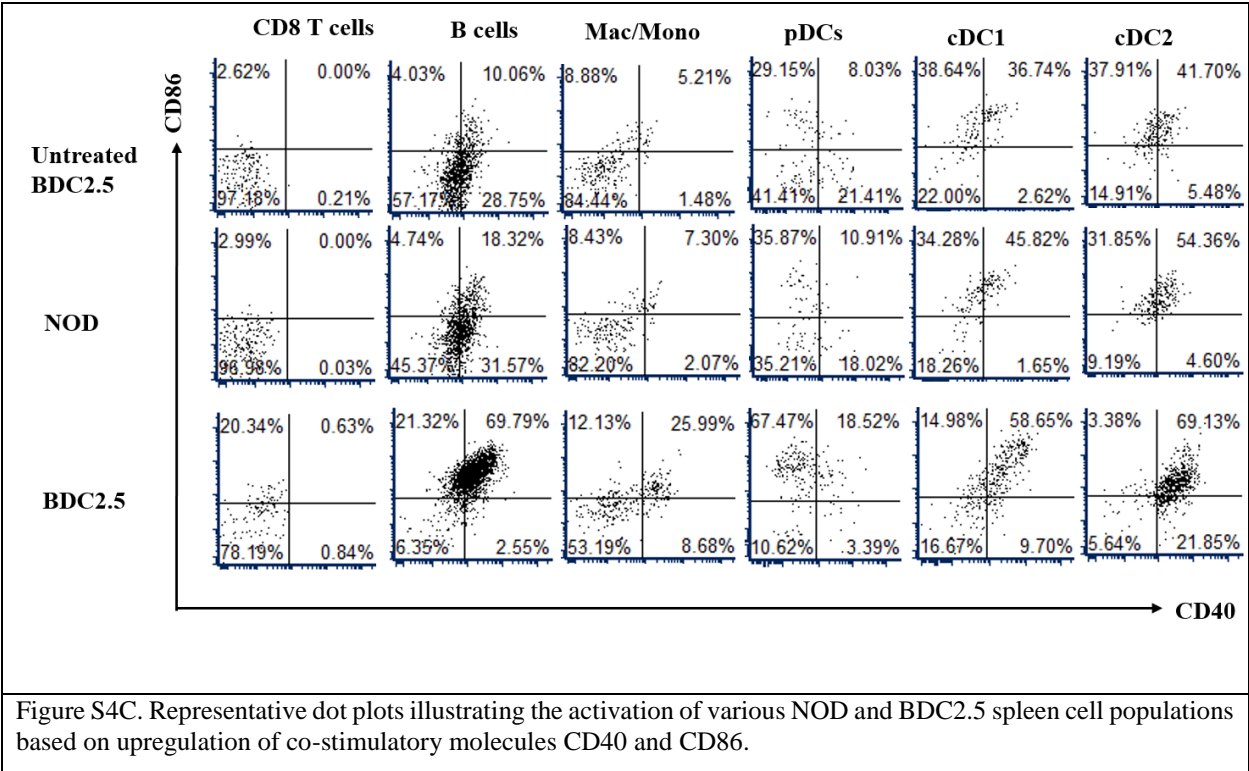 CD8 T cells B cells Mac/Mono pDCs cDC1 cDC2
CD86
2.62% 0.00% 4.03% 10.06% 8.88% 5.21% 29.15% 8.03% 38.64% 36.74% 37.91% 41.70%
Untreated
BDC2.5
97.18% 0.21% 57.17% 28.75% 84.44% 1.48% 41.41% 21.41% 22.00% 2.62% 14.91% 5.48%
2.99% 0.00% 4.74% 18.32% 8.43% 7.30% 35.87% 10.91% 34.28% 45.82% 31.85% 54.36%
NOD
96.98% 0.03% 45.37% 31.57% 82.20% 2.07% 35.21% 18.02% 18.26% 1.65% 9.19% 4.60%
20.34% 0.63% 21.32% 69.79% 12.13% 25.99% 67.47% 18.52% 14.98% 58.65% 3.38% 69.13%
BDC2.5
78.19% 0.84% 6.35% 2.55% 53.19% 8.68% 10.62% 3.39% 16.67% 9.70% 5.64% 21.85%
CD40
Figure S4C. Representative dot plots illustrating the activation of various NOD and BDC2.5 spleen cell populations
based on upregulation of co-stimulatory molecules CD40 and CD86.